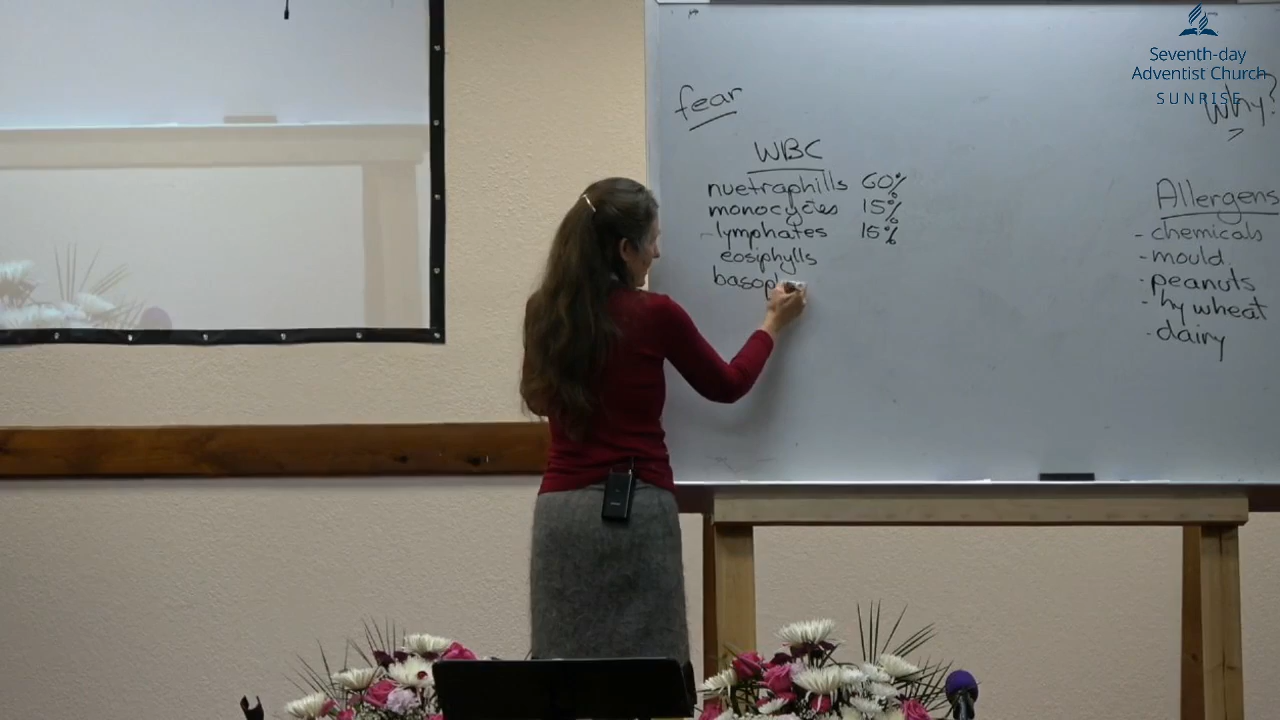 Seventh-day
Adventist Church
SUNRISE
Why?
fear
WBC
nuetraphills 60%
monocytes 15%
lymphates 15%
eosiphylls
basop
Allergens
- chemicals
- mould
- peanuts
- hy wheat
- dairy